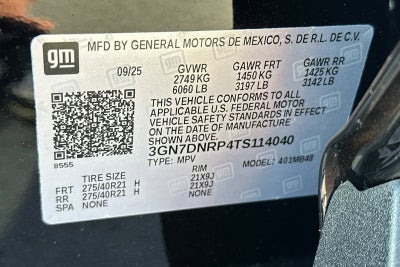 gm
MFD BY GENERAL MOTORS DE MEXICO, S. DE R.L. DE C.V.
09/25 GVWR GAWR FRT GAWR RR
2749 KG 1450 KG 1425 KG
6060 LB 3197 LB 3142 LB
THIS VEHICLE CONFORMS TO ALL
APPLICABLE U.S. FEDERAL MOTOR
VEHICLE SAFETY STANDARDS IN EFFECT
ON THE DATE OF MANUFACTURE
SHOWN ABOVE.
3GN7DNRP4TS114040
8555 TYPE: MPV MODEL: 401MB48
TIRE SIZE RIM
FRT 275/40R21 H 21X9J
RR 275/40R21 H 21X9J
SPA NONE NONE